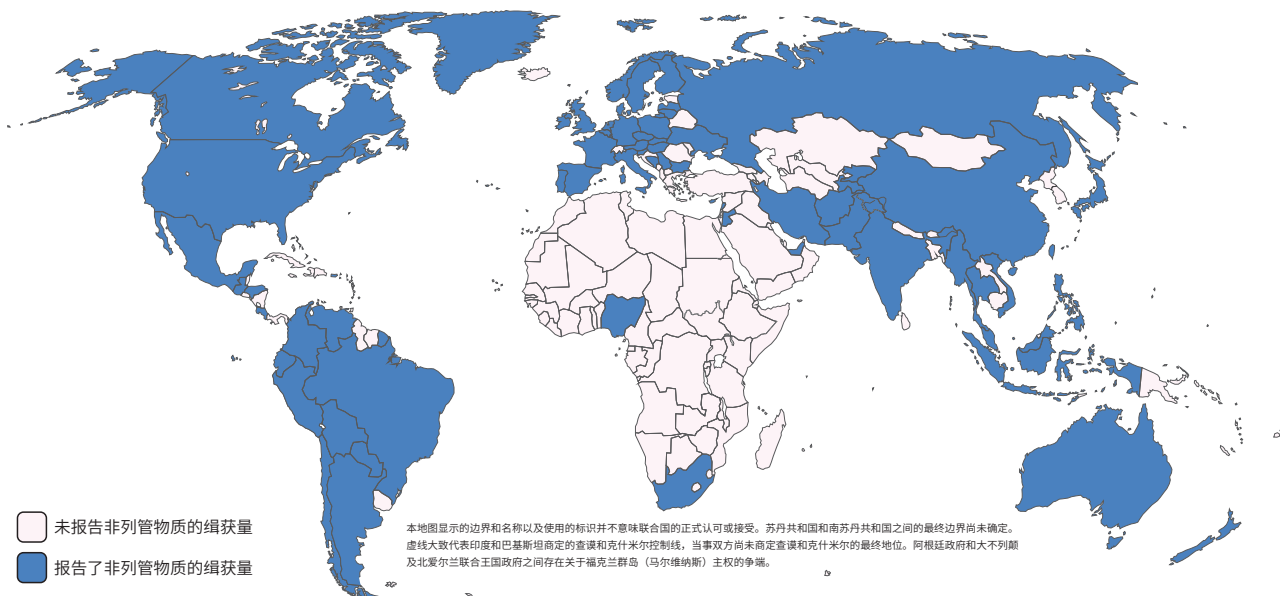 未报告非列管物质的缉获量
报告了非列管物质的缉获量
本地图显示的边界和名称以及使用的标识并不意味联合国的正式认可或接受。苏丹共和国和南苏丹共和国之间的最终边界尚未确定。
虚线大致代表印度和巴基斯坦商定的查谟和克什米尔控制线，当事双方尚未商定查谟和克什米尔的最终地位。阿根廷政府和大不列颠
及北爱尔兰联合王国政府之间存在关于福克兰群岛（马尔维纳斯）主权的争端。